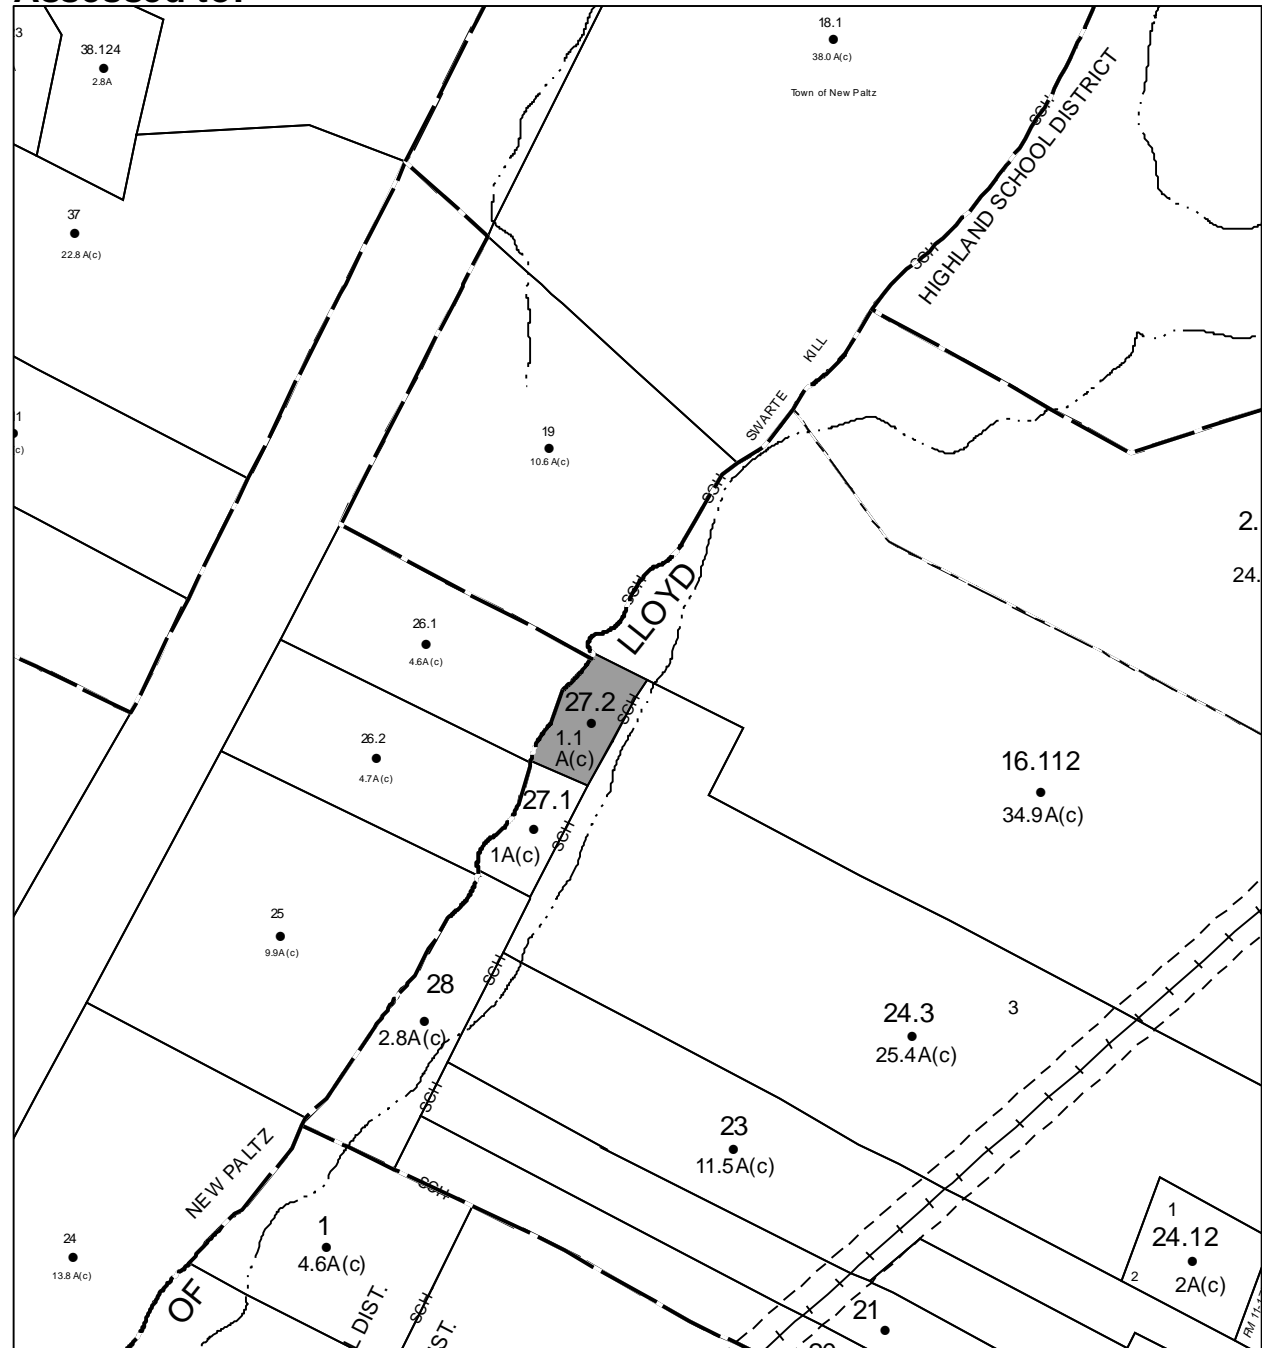 Assessed to:
3
38.124
2.8A
18.1
38.0 A(c)
Town of New Paltz
SCH
HIGHLAND SCHOOL DISTRICT
37
22.8 A(c)
SCH
KILL
SWARTE
1
c)
19
10.6 A(c)
SCH
2.
24.
SCH
LLOYD
26.1
4.6A(c)
27.2
1.1
A(c)
SCH
26.2
4.7A(c)
16.112
34.9A(c)
27.1
1A(c)
SCH
25
9.9A(c)
28
2.8A(c)
SCH
24.3
25.4A(c)
3
SCH
23
11.5A(c)
NEW PALTZ
SCH
24
13.8 A(c)
1
4.6A(c)
1
24.12
2
2A(c)
OF
L DIST.
SCH
ST.
21